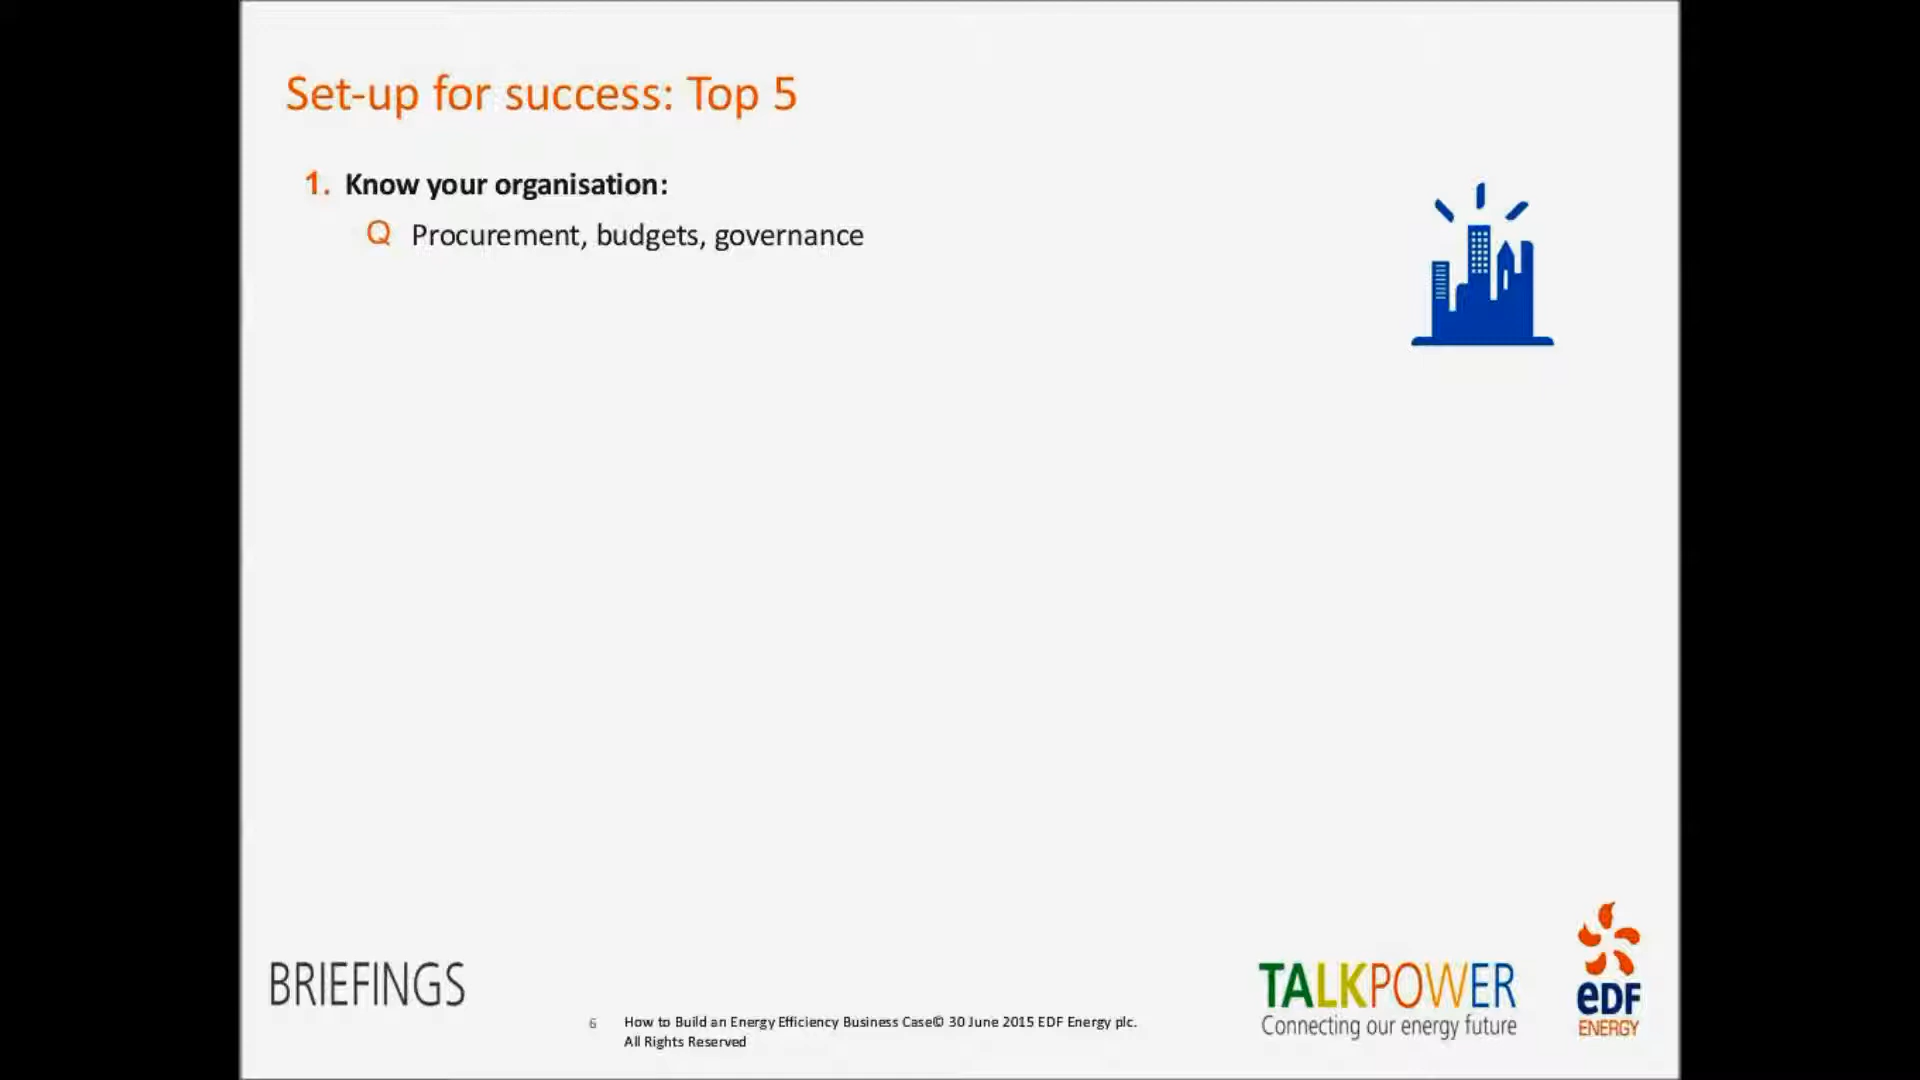 Set-up for success: Top 5
1. Know your organisation:
Q Procurement, budgets, governance
BRIEFINGS
6 How to Build an Energy Efficiency Business Case© 30 June 2015 EDF Energy plc.
All Rights Reserved
TALKPOWER
Connecting our energy future
eDF
ENERGY